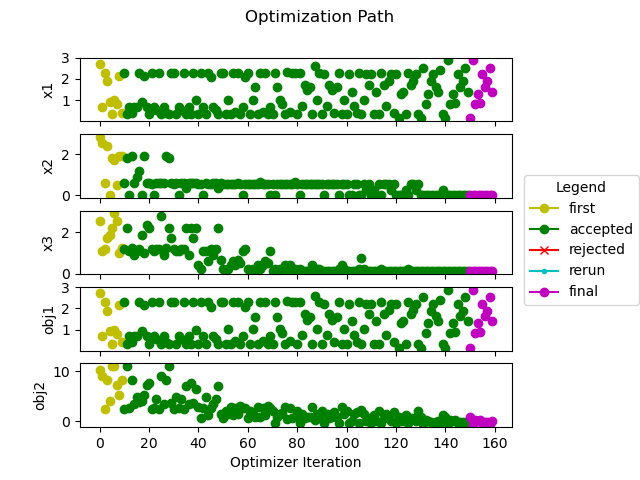 Optimization Path
x1
3
2
1
x2
2
0
x3
2
0
obj1
3
2
1
obj2
10
0
0 20 40 60 80 100 120 140 160
Optimizer Iteration
Legend
first
accepted
rejected
rerun
final